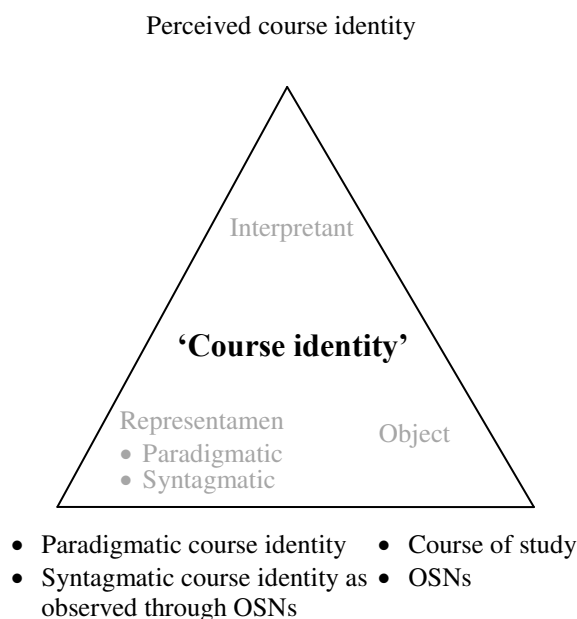 Perceived course identity
Interpretant
‘Course identity’
Representamen
• Paradigmatic
• Syntagmatic
Object
• Paradigmatic course identity
• Syntagmatic course identity as
observed through OSNs
• Course of study
• OSNs